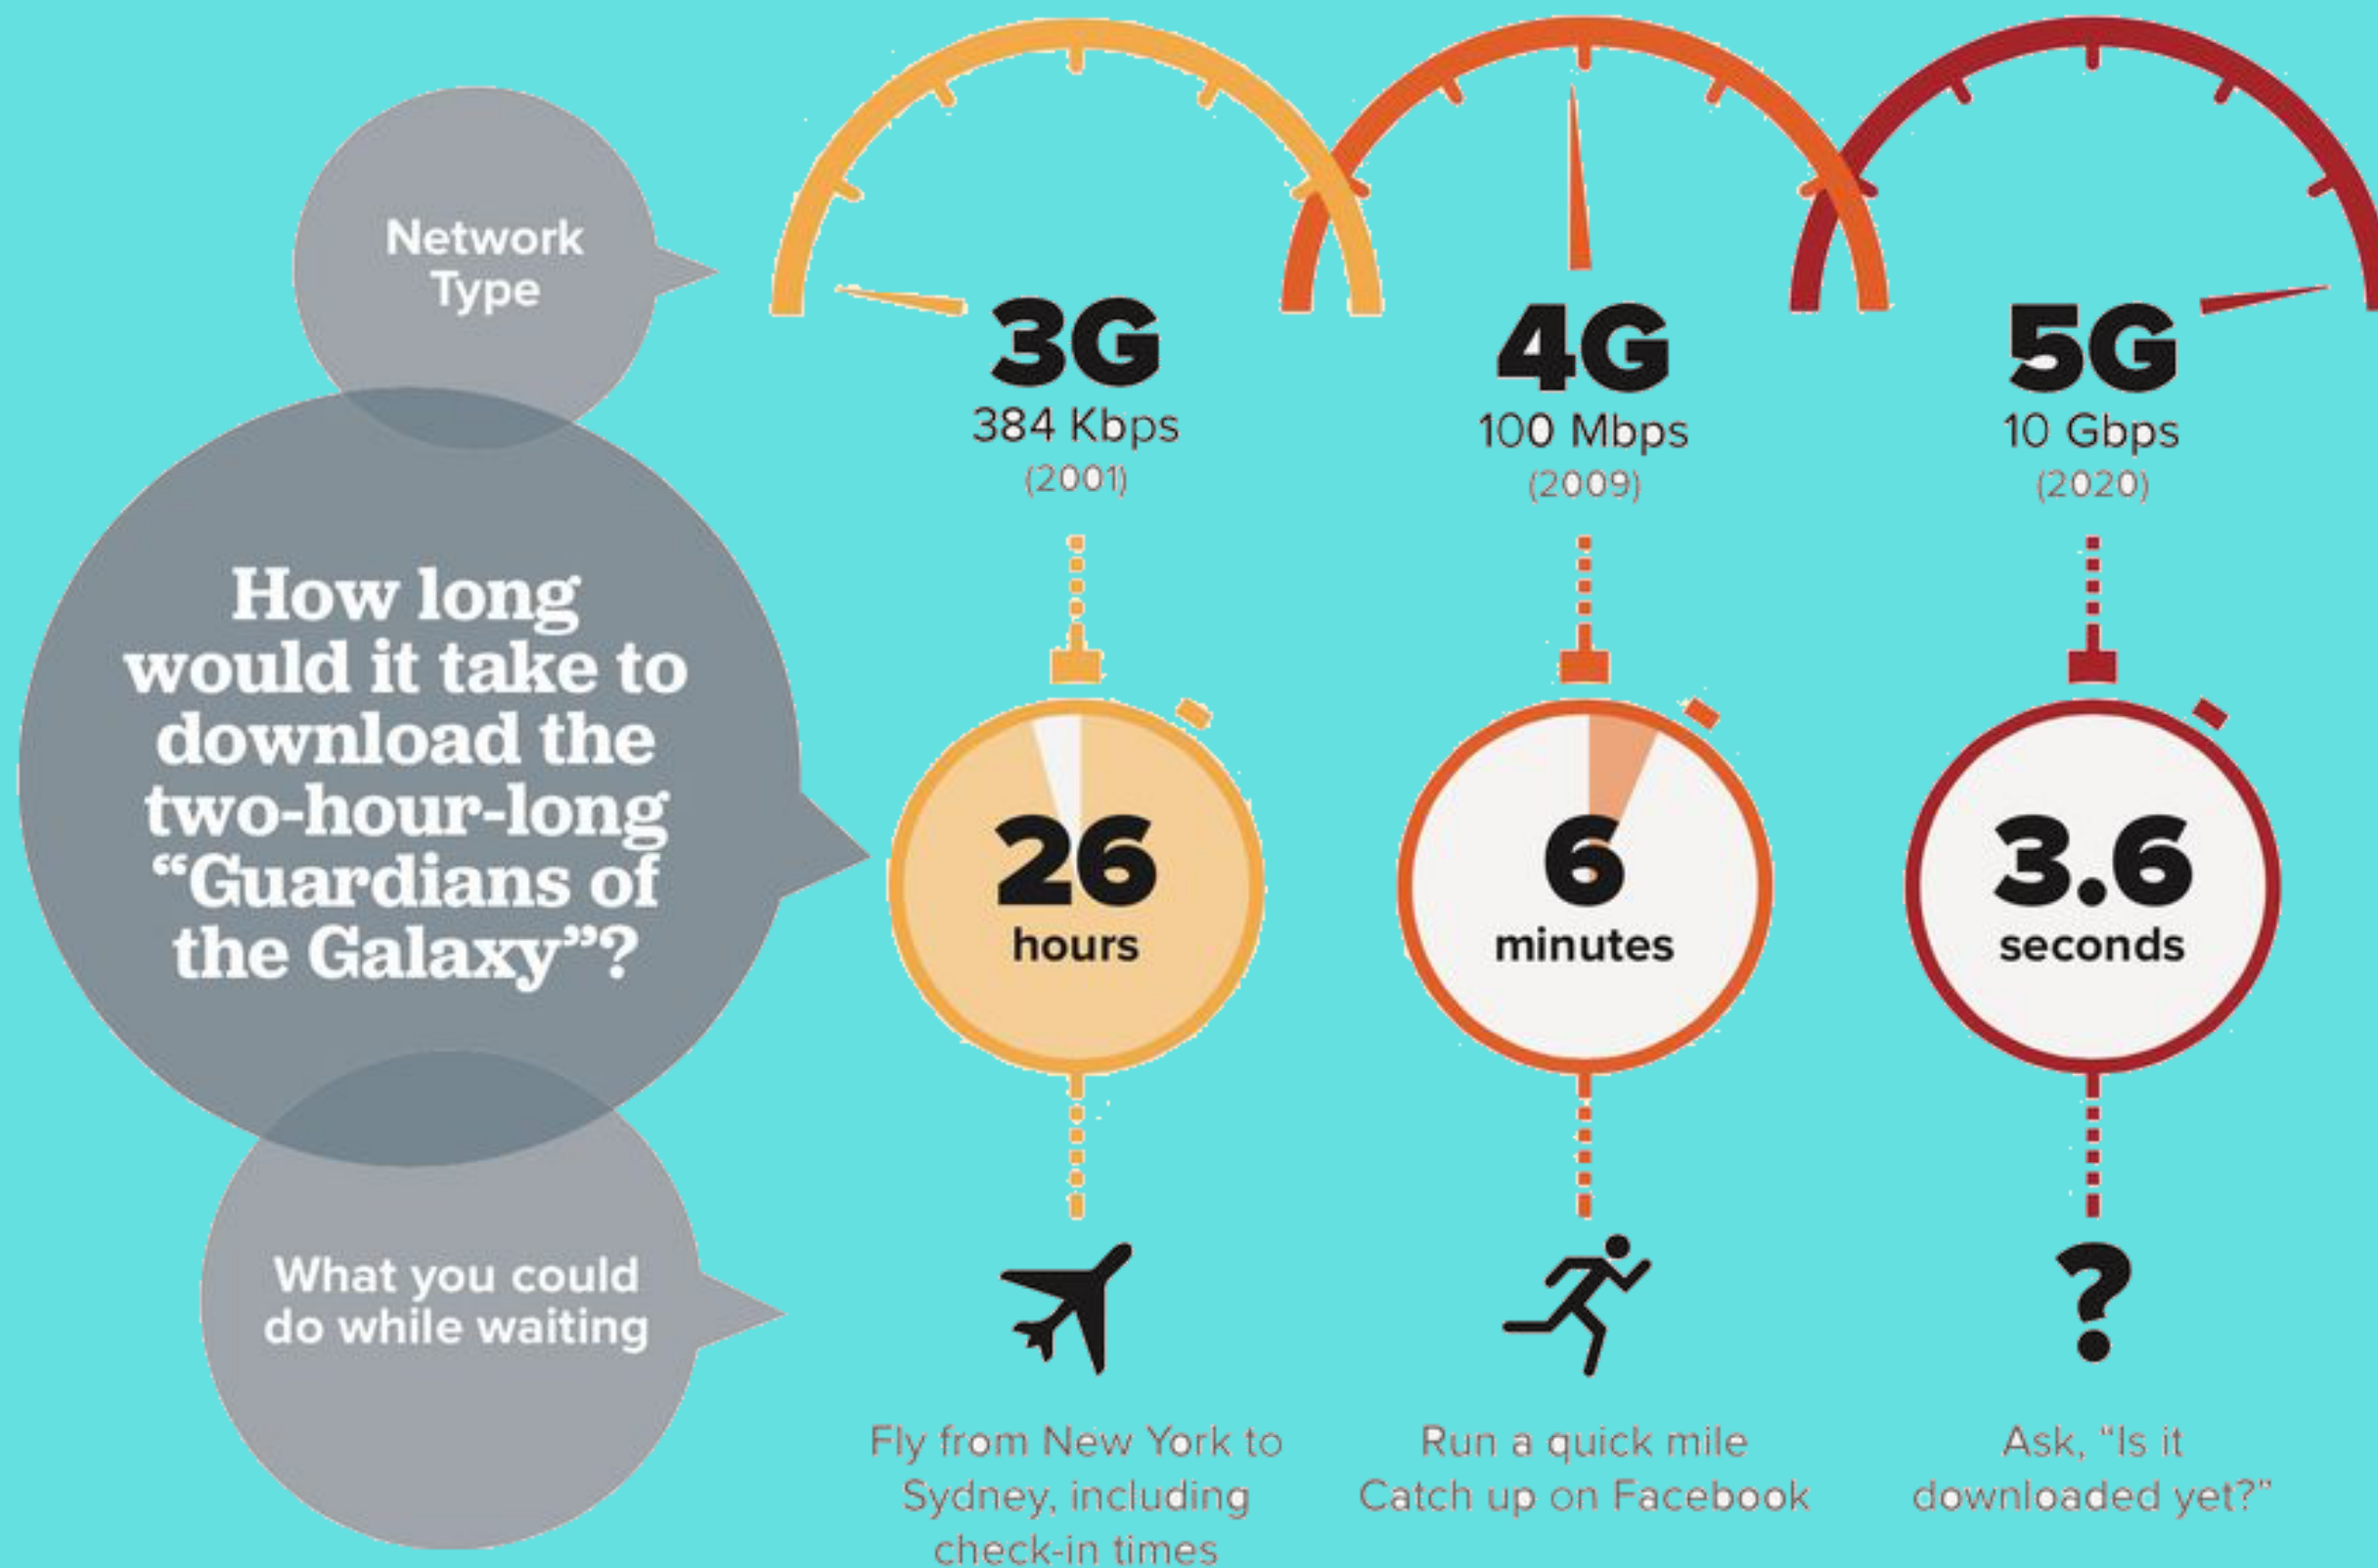 Network
Type
3G
384 Kbps
(2001)
4G
100 Mbps
(2009)
5G
10 Gbps
(2020)
How long
would it take to
download the
two-hour-long
“Guardians of
the Galaxy”?
26
hours
6
minutes
3.6
seconds
What you could
do while waiting
?
Fly from New York to
Sydney, including
check-in times
Run a quick mile
Catch up on Facebook
Ask, “Is it
downloaded yet?”